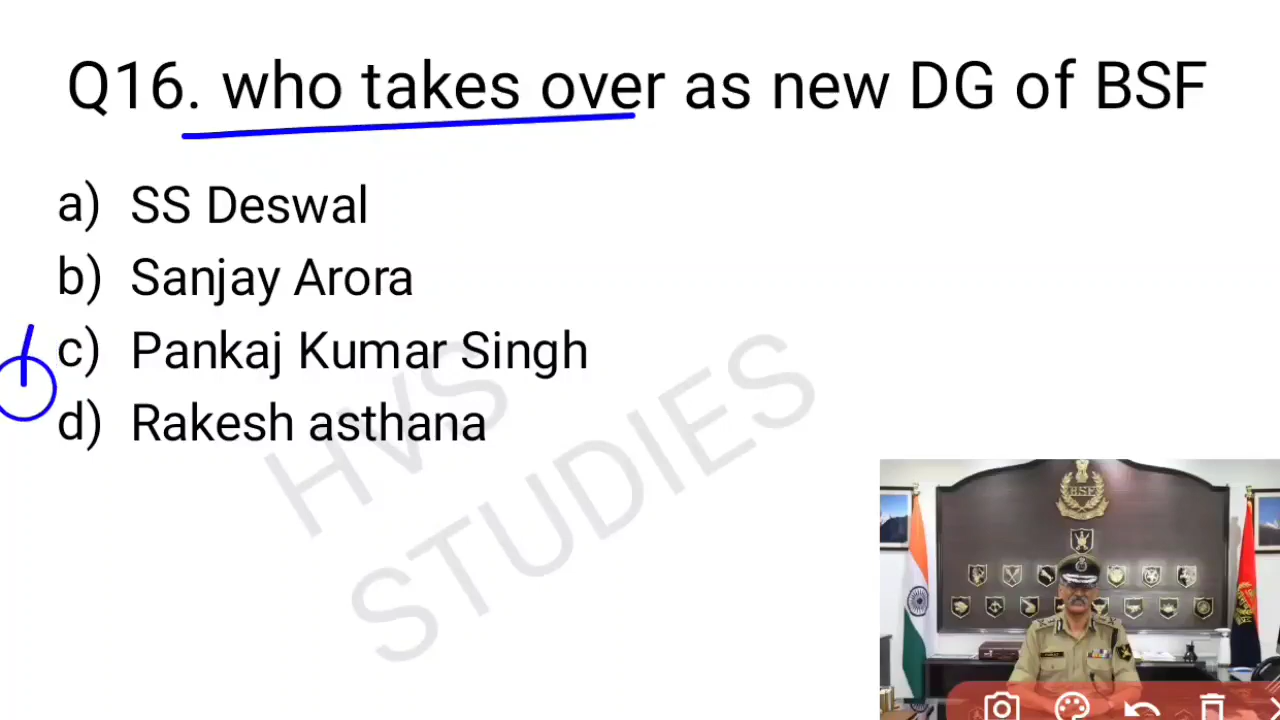 Q16. who takes over as new DG of BSF
a) SS Deswal
b) Sanjay Arora
c) Pankaj Kumar Singh
d) Rakesh asthana
HVS
STUDIES
BSF